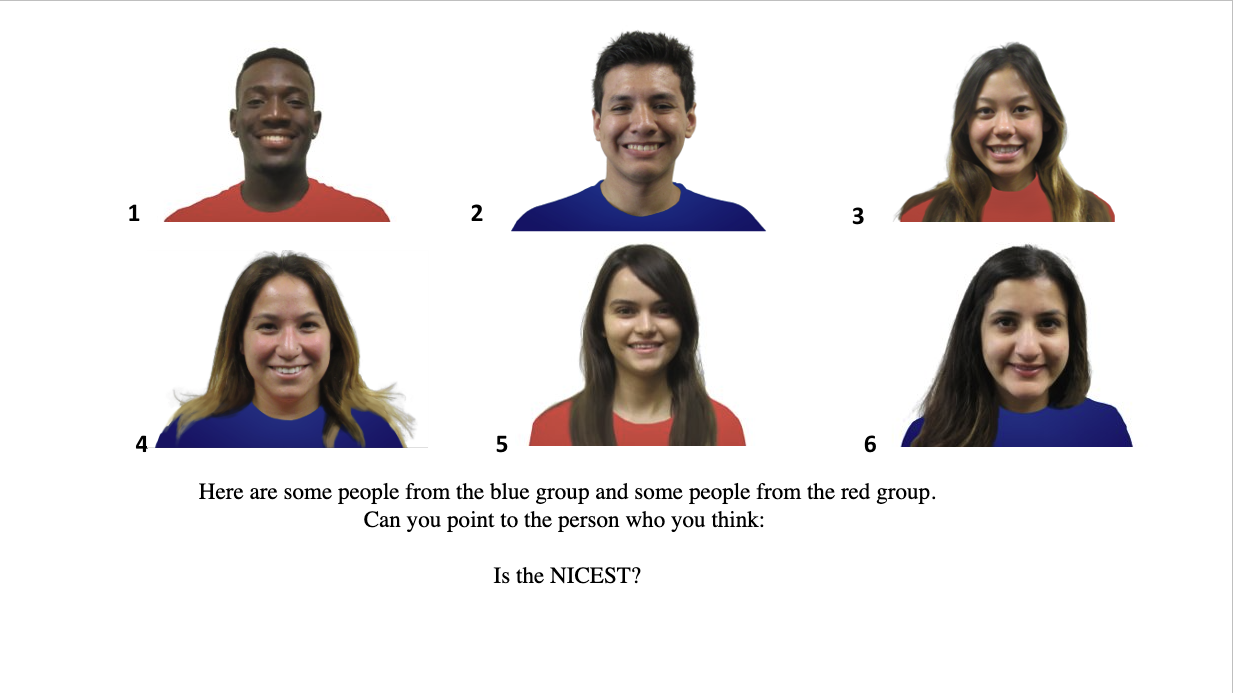 1
2
3
4
5
6
Here are some people from the blue group and some people from the red group.
Can you point to the person who you think:
Is the NICEST?